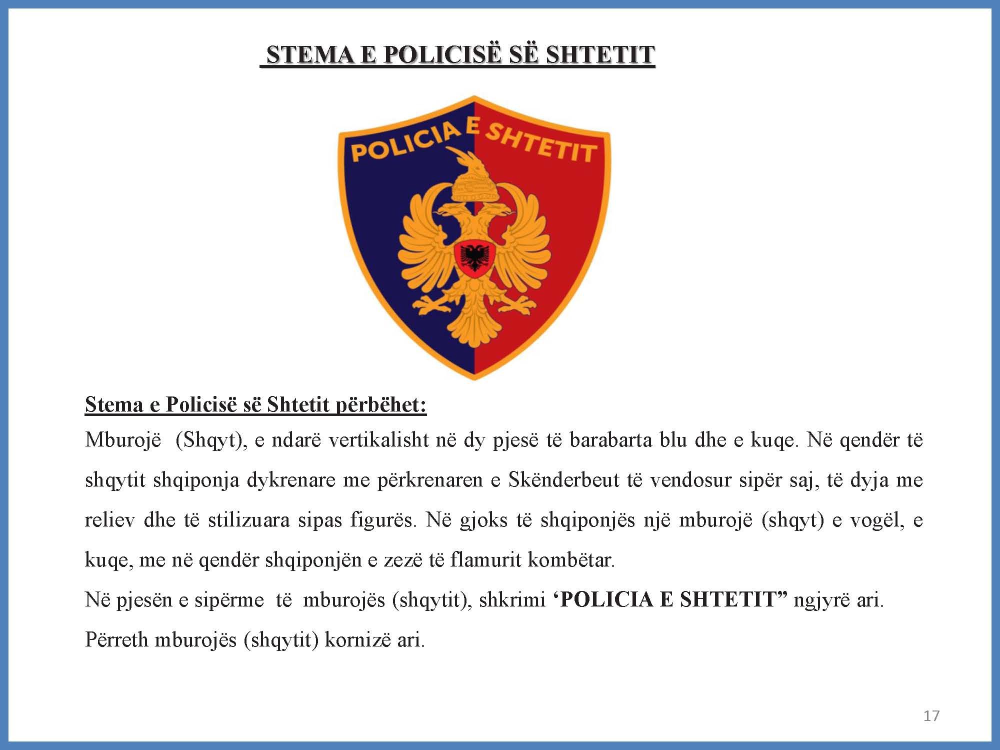 STEMA E POLICISË SË SHTETIT
POLICIA E SHTETIT
Stema e Policisë së Shtetit përbëhet:
Mburojë (Shqyt), e ndarë vertikalisht në dy pjesë të barabarta blu dhe e kuqe. Në qendër të
shqytit shqiponja dykrenare me përkrenaren e Skënderbeut të vendosur sipër saj, të dyja me
reliev dhe të stilizuara sipas figurës. Në gjoks të shqiponjës një mburojë (shqyt) e vogël, e
kuqe, me në qendër shqiponjën e zezë të flamurit kombëtar.
Në pjesën e sipërme të mburojës (shqytit), shkrimi ‘POLICIA E SHTETIT” ngjyrë ari.
Përreth mburojës (shqytit) kornizë ari.
17